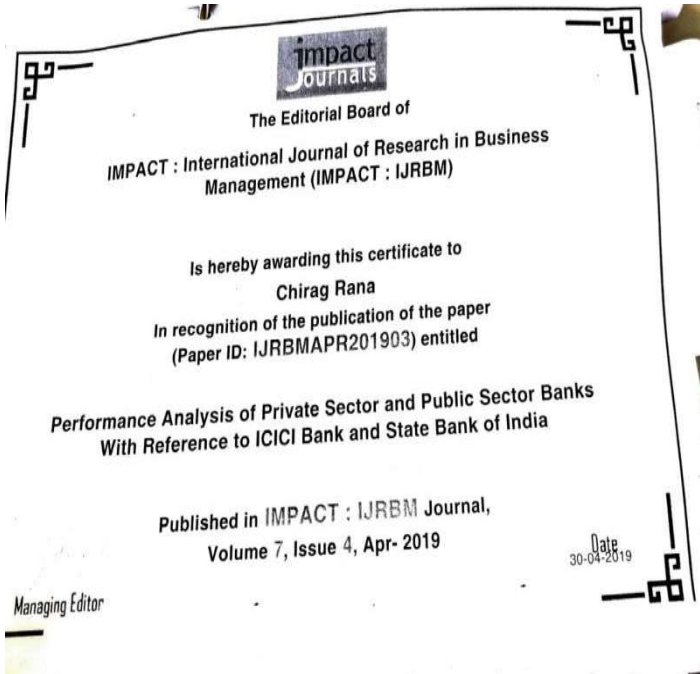 impact
Journals
The Editorial Board of
IMPACT : International Journal of Research in Business
Management (IMPACT : IJRBM)
Is hereby awarding this certificate to
Chirag Rana
In recognition of the publication of the paper
(Paper ID: IJRBMAPR201903) entitled
Performance Analysis of Private Sector and Public Sector Banks
With Reference to ICICI Bank and State Bank of India
Published in IMPACT : IJRBM Journal,
Volume 7, Issue 4, Apr- 2019
Date
30-04-2019
Managing Editor